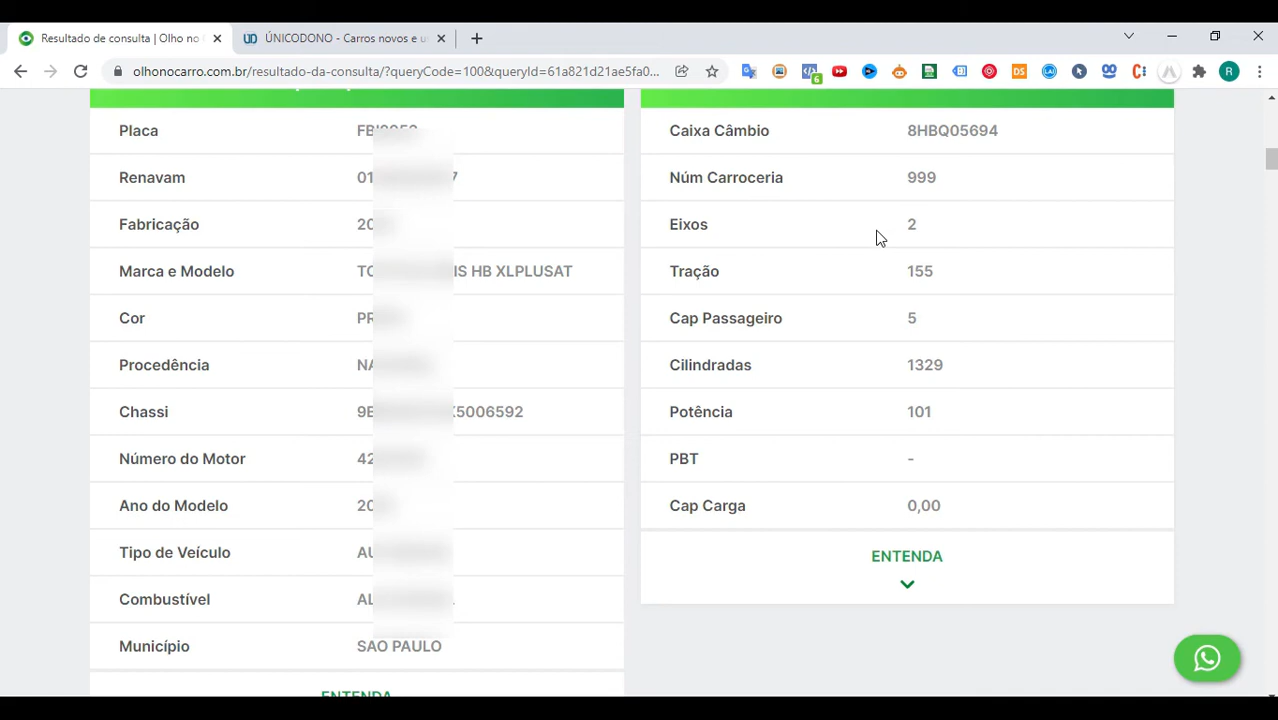 Resultado de consulta | Olho no
ÚNICODONO - Carros novos e u
olhonocarro.com.br/resultado-da-consulta/?queryCode=100&queryId=61a821d21ae5fa0...
6
DS
R
Placa
Renavam
Fabricação
Marca e Modelo IS HB XLPLUSAT
Cor
Procedência
Chassi 5006592
Número do Motor
Ano do Modelo
Tipo de Veículo
Combustível
Município SAO PAULO
ENTENDA
Caixa Câmbio 8HBQ05694
Núm Carroceria 999
Eixos 2
Tração 155
Cap Passageiro 5
Cilindradas 1329
Potência 101
PBT -
Cap Carga 0,00
ENTENDA